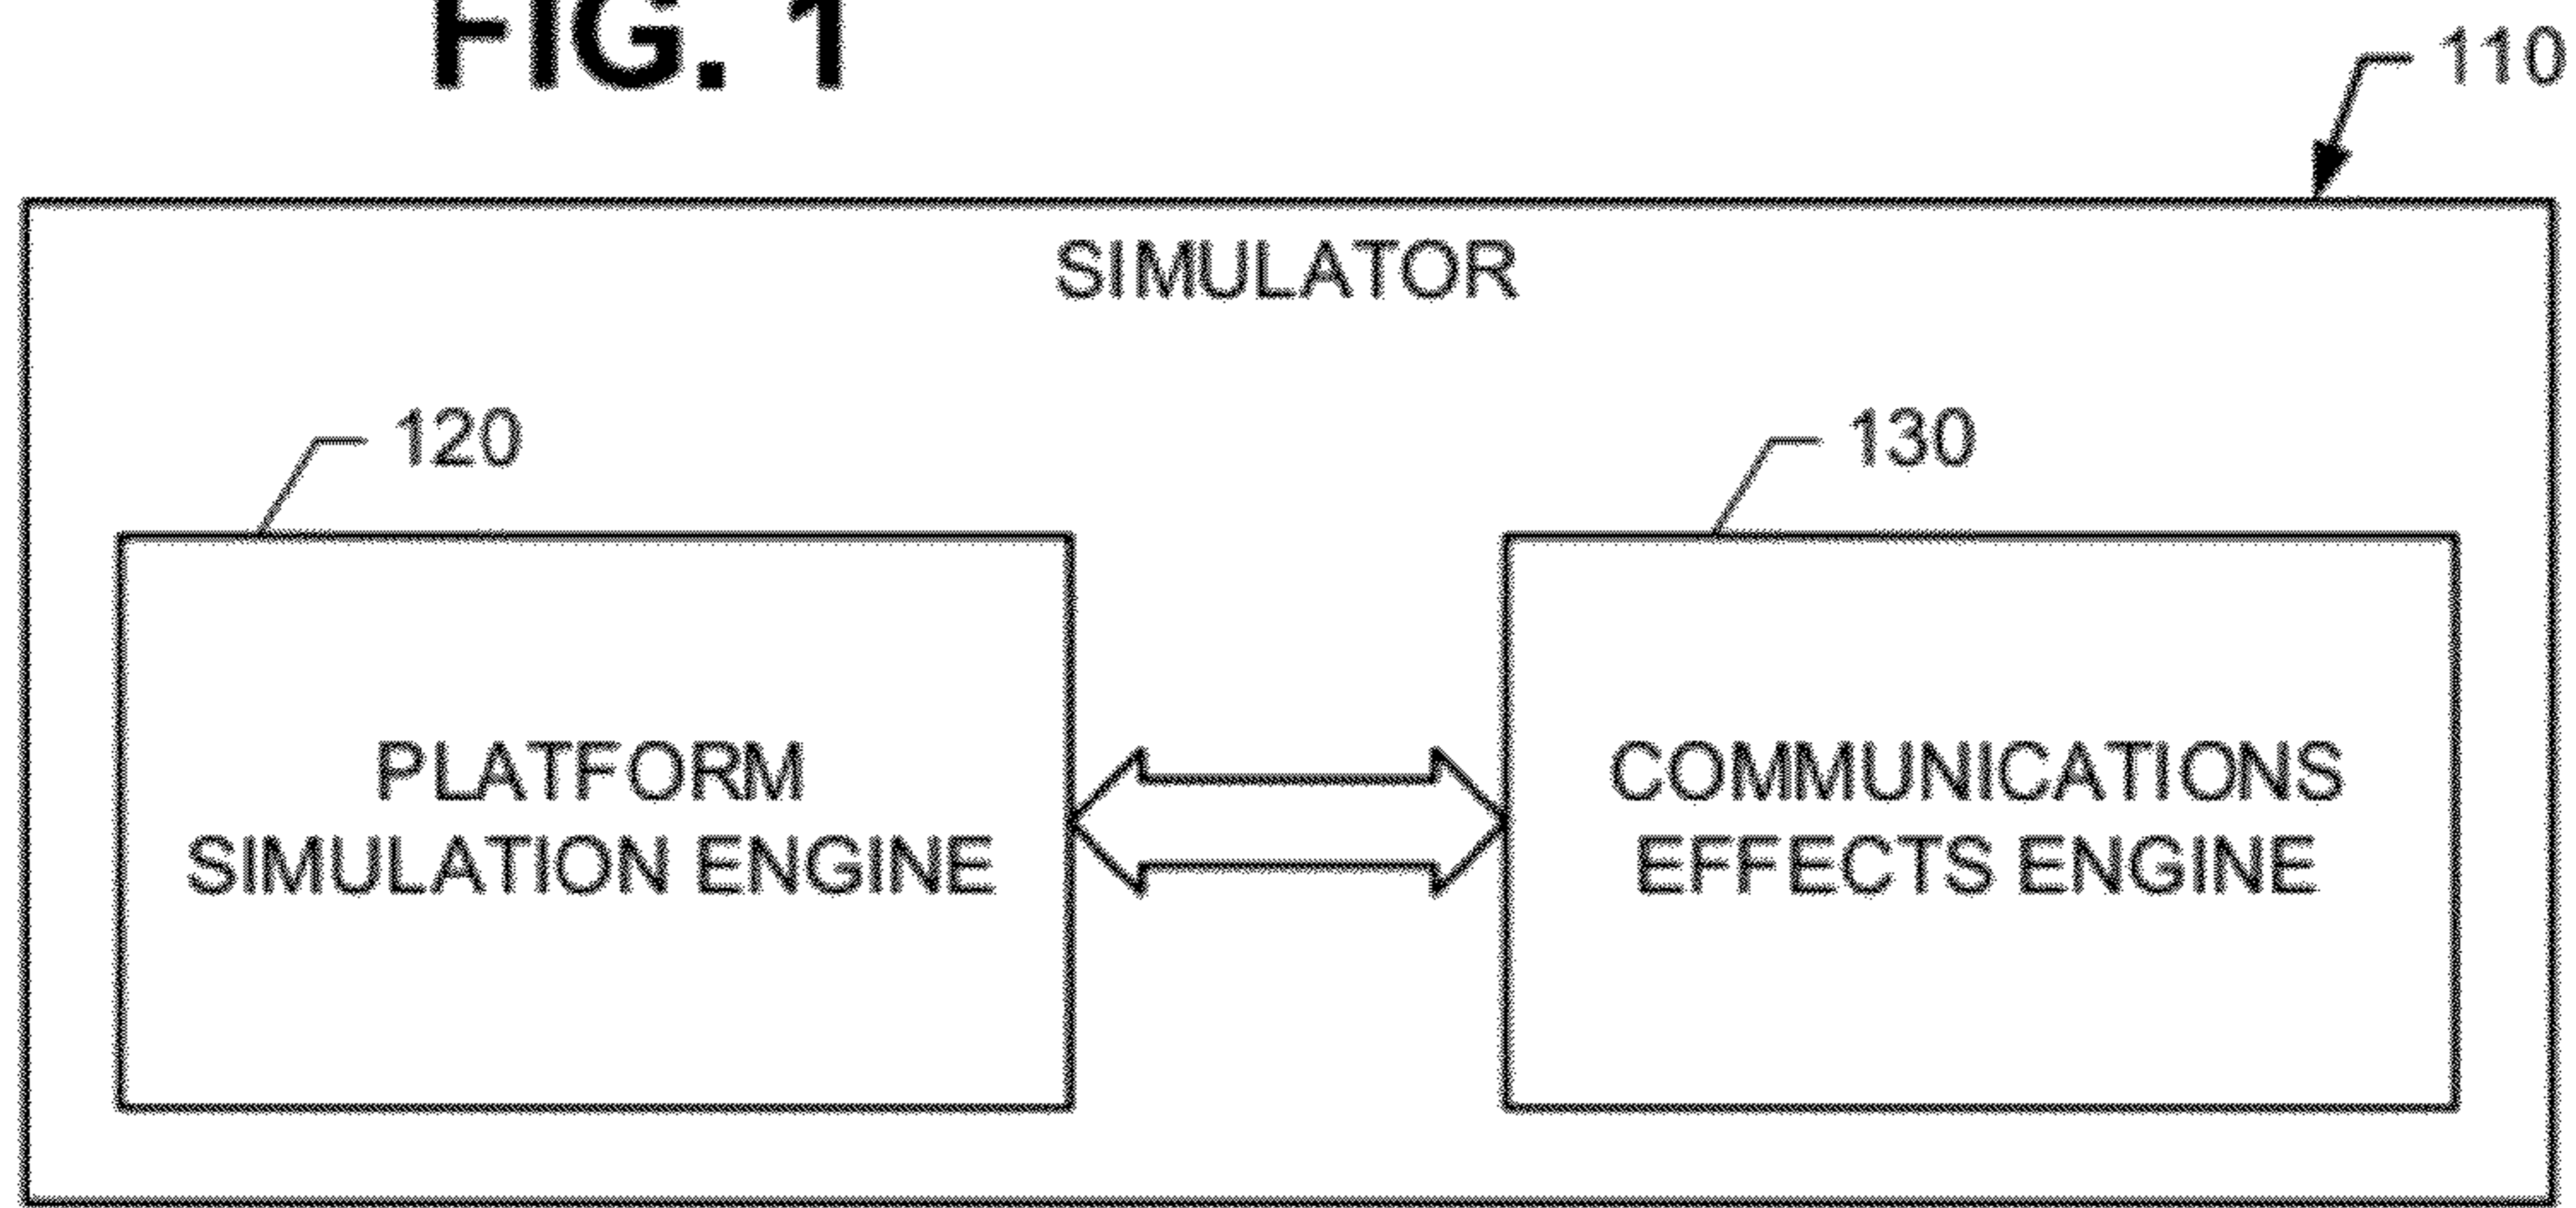 FIG. 1
110
SIMULATOR
120
130
PLATFORM
SIMULATION ENGINE
COMMUNICATIONS
EFFECTS ENGINE